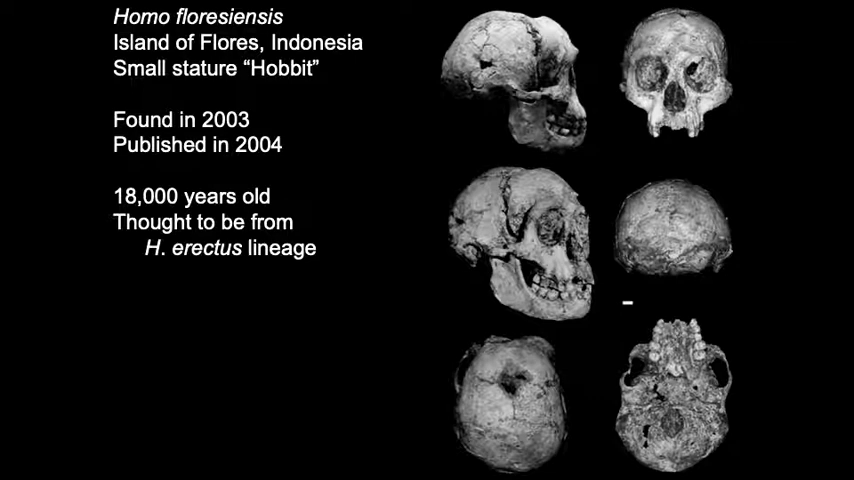 Homo floresiensis
Island of Flores, Indonesia
Small stature “Hobbit”
Found in 2003
Published in 2004
18,000 years old
Thought to be from
H. erectus lineage